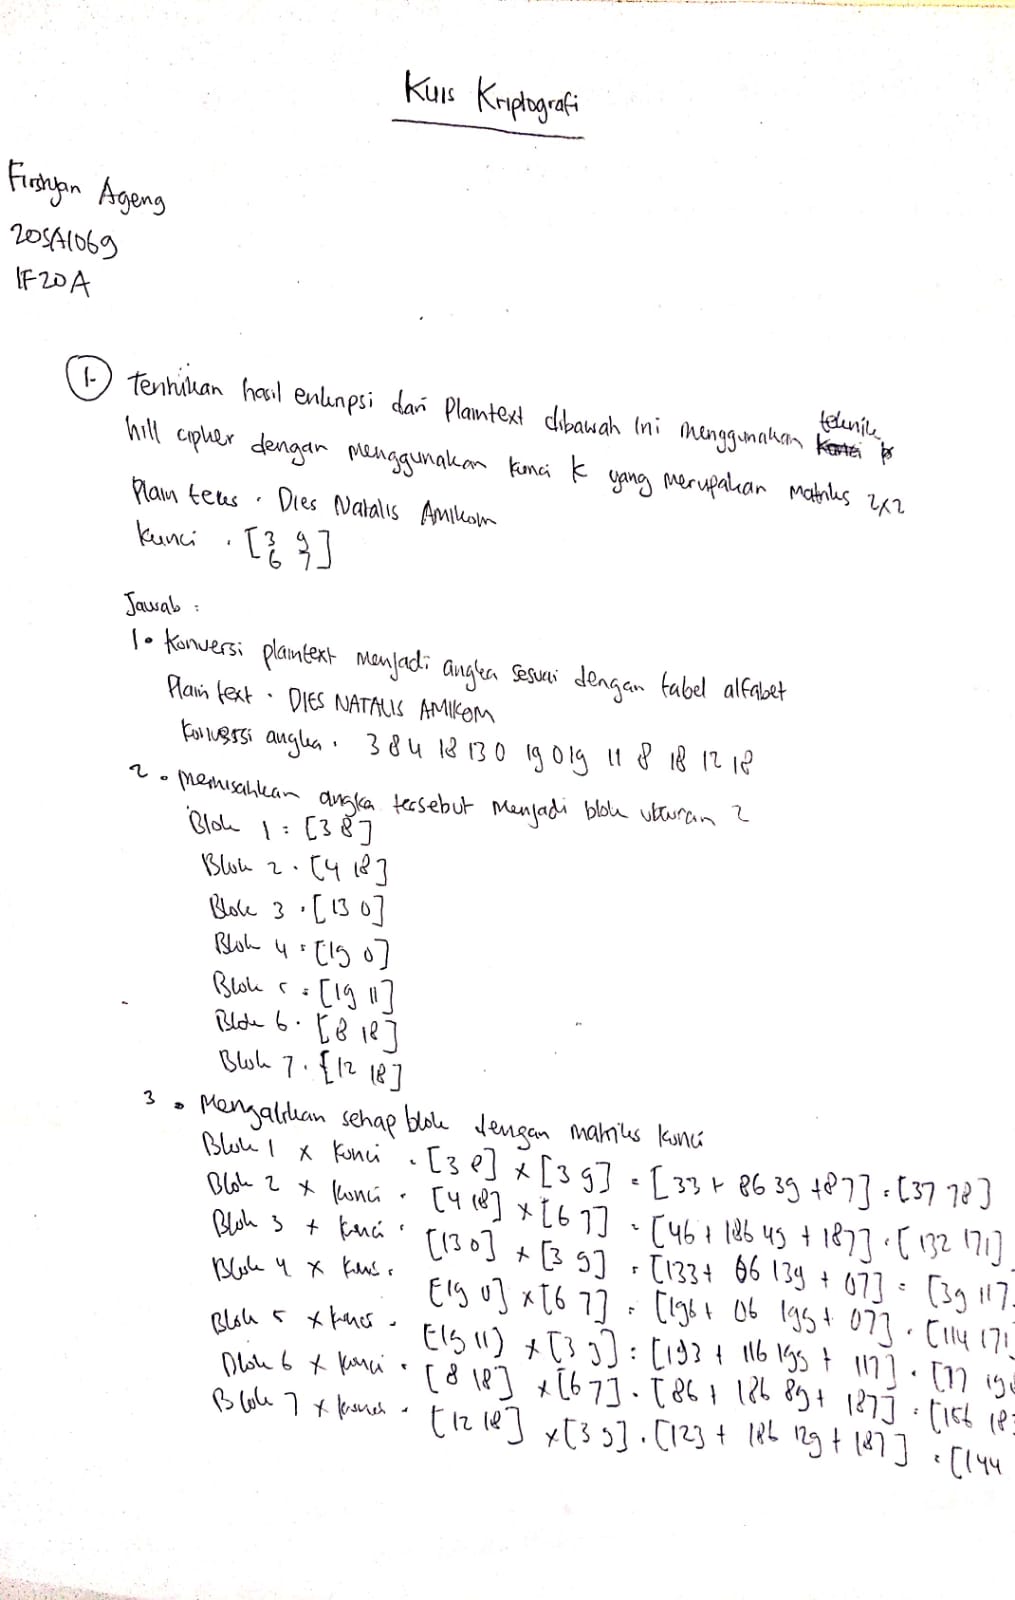 Kuis Kriptografi
Firshyan Ageng
20SA1069
IF20A
1. Tentukan hasil enkripsi dari Plaintext dibawah ini menggunakan teknik
hill cipher dengan menggunakan kunci K yang merupakan matriks 2x2
Plain teks . Dies Natalis Amikom
kunci . [3 9
6 7]
Jawab :
1. Konversi plaintext menjadi angka sesuai dengan tabel alfabet
Plain text . DIES NATALIS AMIKOM
Konversi angka . 3 8 4 18 13 0 19 0 19 11 8 18 12 18
2. memisahkan angka tersebut menjadi blok ukuran 2
Blok 1 = [3 8]
Blok 2 . [4 18]
Blok 3 . [13 0]
Blok 4 = [19 0]
Blok 5 = [19 11]
Blok 6 . [8 18]
Blok 7 . [12 18]
3. Mengalikan setiap blok dengan matriks kunci
Blok 1 x Kunci . [3 8] x [3 9] = [33 + 86 39 + 87] = [37 78]
Blok 2 x Kunci . [4 18] x [6 7] = [46 + 186 49 + 187] . [132 171]
Blok 3 x Kunci . [13 0] x [3 9] = [133 + 06 139 + 07] = [39 117
Blok 4 x Kunci . [19 0] x [6 7] = [196 + 06 199 + 07] . [114 171
Blok 5 x Kunci . [19 11] x [3 9] = [193 + 116 199 + 117] . [77
Blok 6 x Kunci . [8 18] x [6 7] . [86 + 186 89 + 187] = [156
Blok 7 x Kunci . [12 18] x [3 9] . [123 + 186 129 + 187] = [144